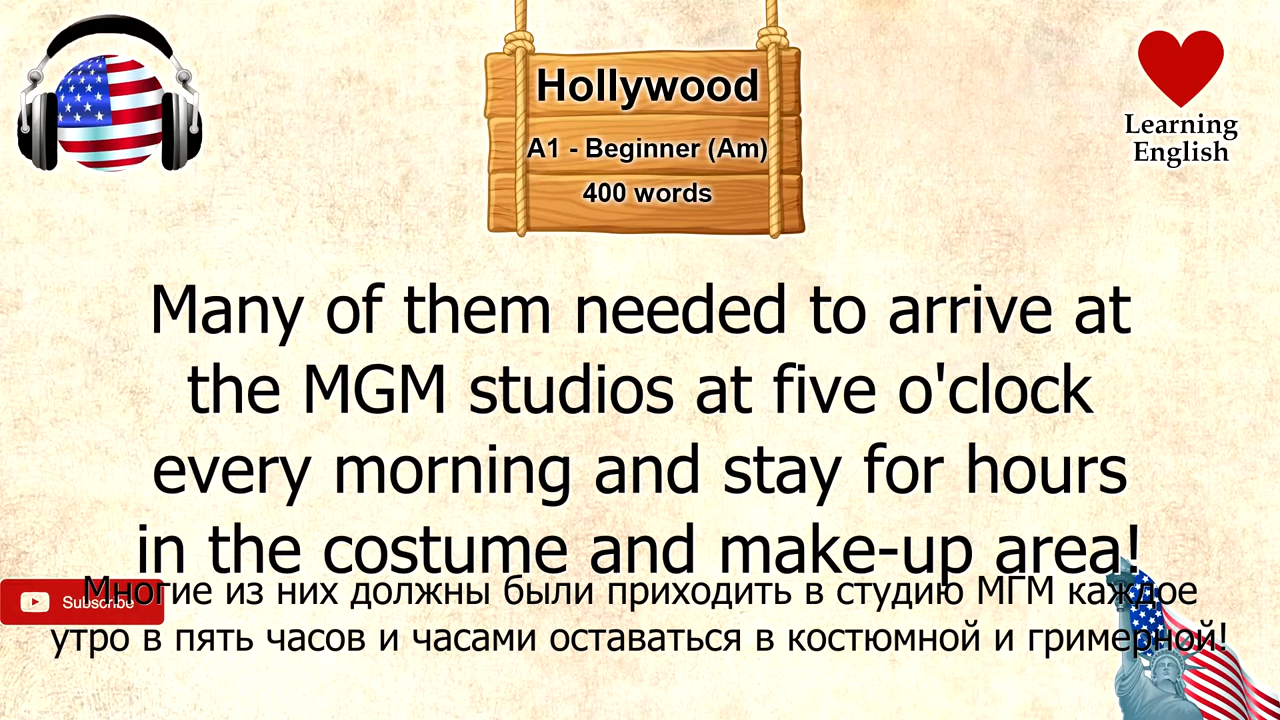 Hollywood
A1 - Beginner (Am)
400 words
Learning
English
Many of them needed to arrive at
the MGM studios at five o'clock
every morning and stay for hours
in the costume and make-up area!
Многие из них должны были приходить в студию МГМ каждое
утро в пять часов и часами оставаться в костюмной и гримерной!
Subscribe